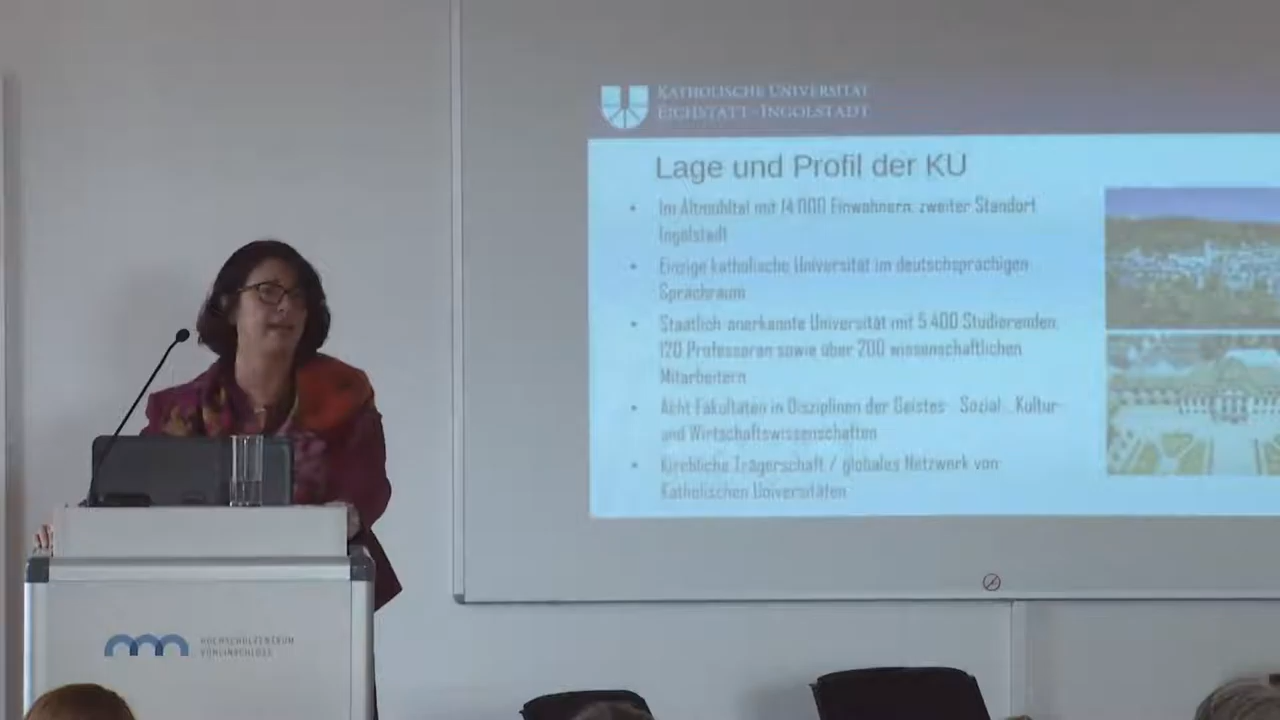 KATHOLISCHE UNIVERSITÄT
EICHSTÄTT-INGOLSTADT
Lage und Profil der KU
• Im Altmühltal mit 14 000 Einwohnern, zweiter Standort
Ingolstadt
• Einzige katholische Universität im deutschsprachigen
Sprachraum
• Staatlich anerkannte Universität mit 5 400 Studierenden,
120 Professoren sowie über 200 wissenschaftlichen
Mitarbeitern
• Acht Fakultäten in Disziplinen der Geistes-, Sozial-, Kultur-
und Wirtschaftswissenschaften
• Kirchliche Trägerschaft / globales Netzwerk von
Katholischen Universitäten
HOCHSCHULZENTRUM
VÖHLINSCHLOSS